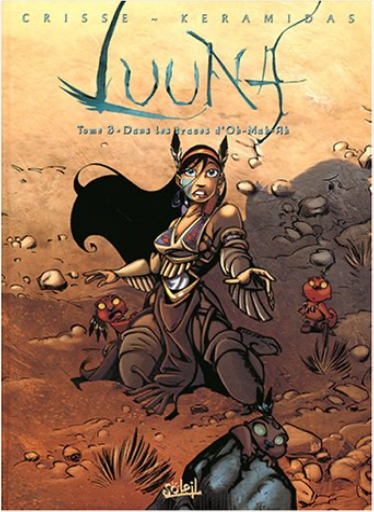 CRISSE ~ KERAMIDAS
LUUNA
Tome 3 • Dans les traces d'Oh-Mah-Ah
Soleil